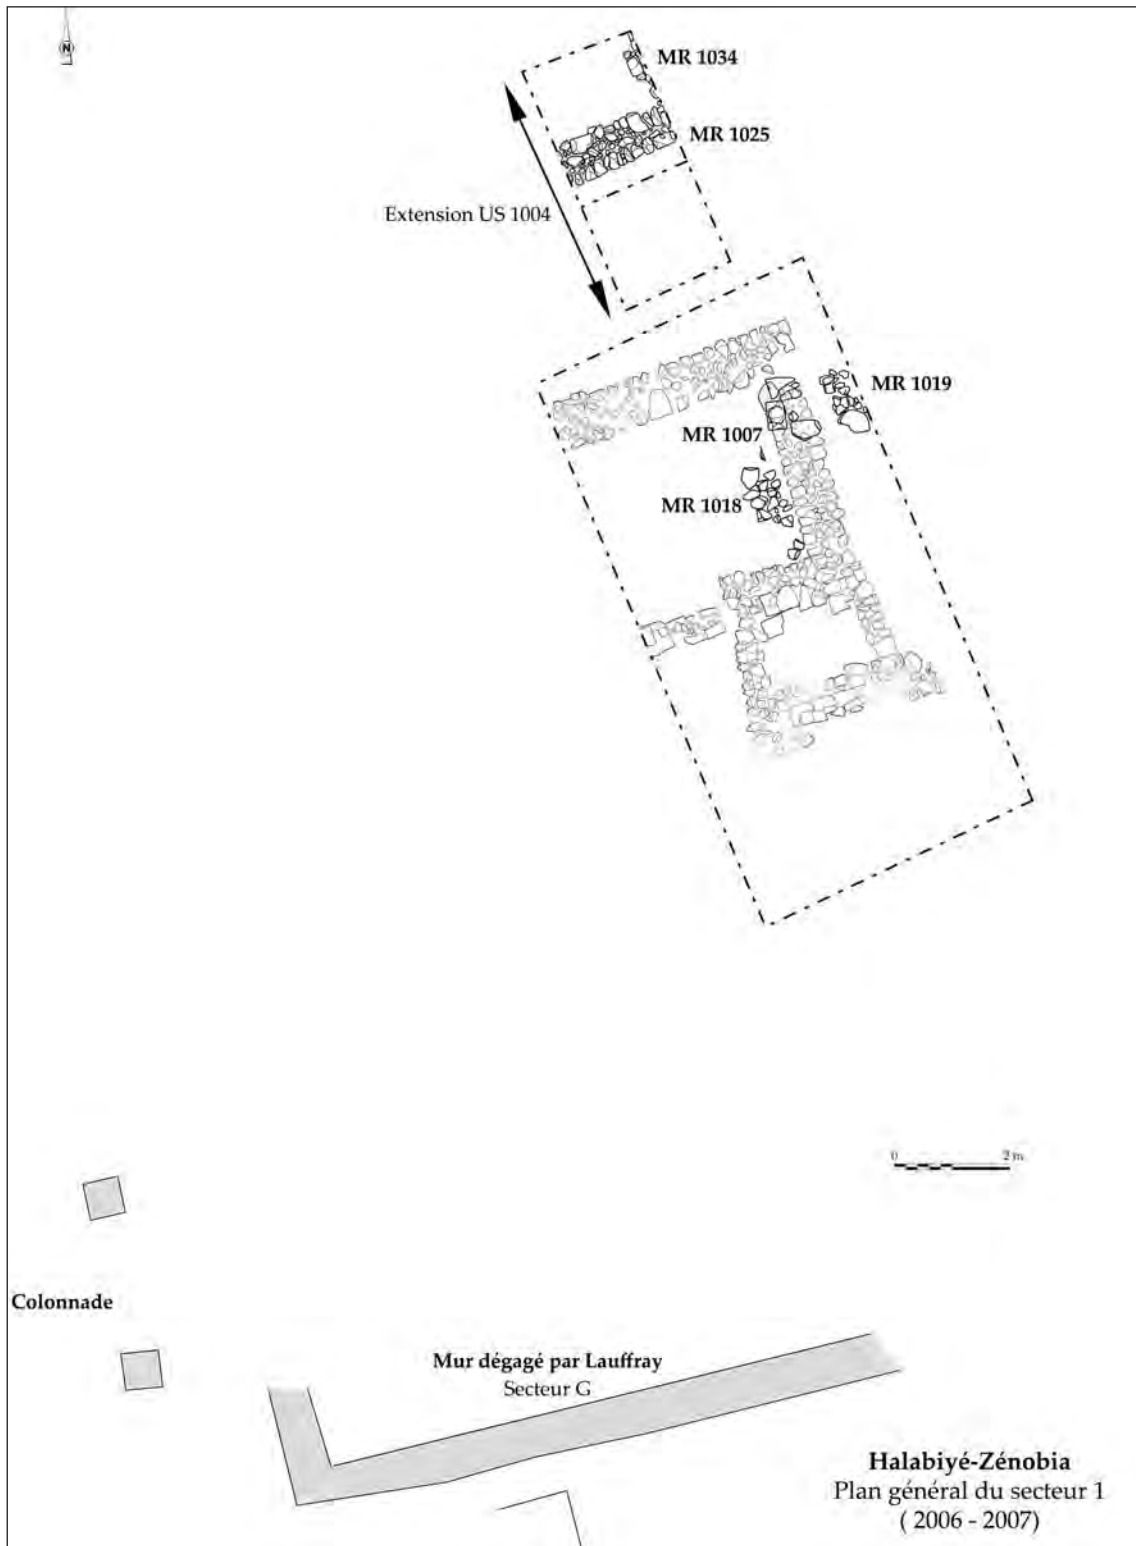 N
MR 1034
MR 1025
Extension US 1004
MR 1019
MR 1007
MR 1018
0 2 m
Colonnade
Mur dégagé par Lauffray
Secteur G
Halabiyé-Zénobia
Plan général du secteur 1
( 2006 - 2007)